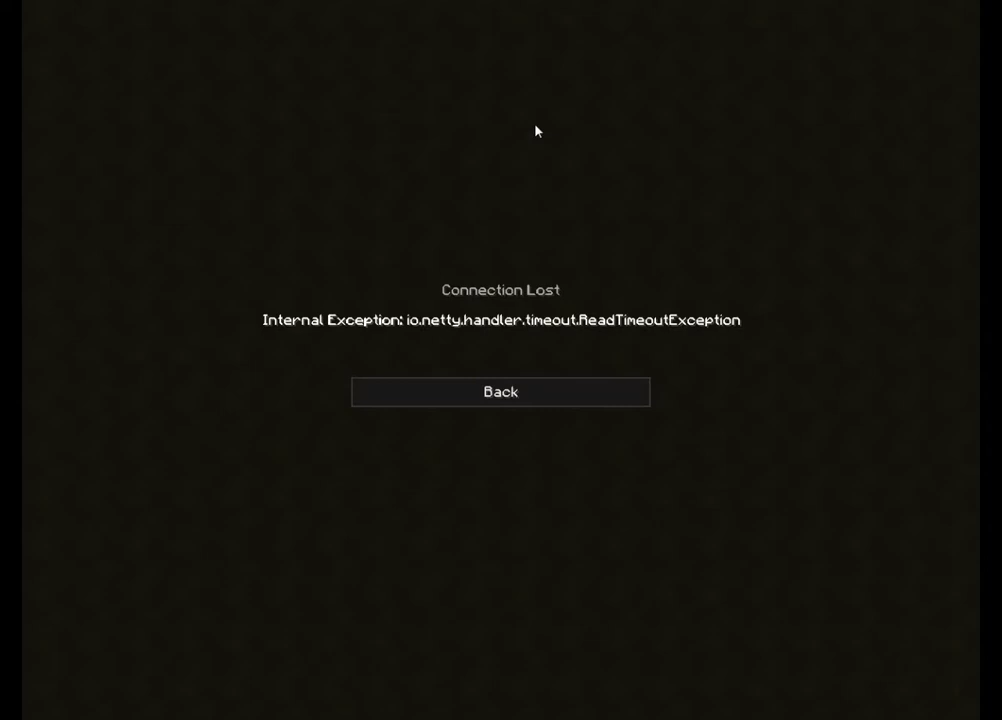 Connection Lost
Internal Exception: io.netty.handler.timeout.ReadTimeoutException
Back